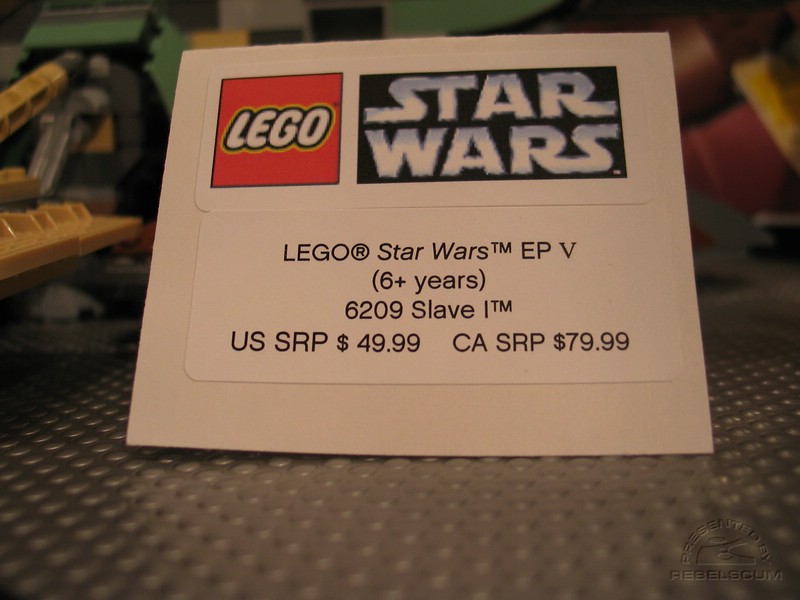 LEGO
STAR
WARS
LEGO® Star Wars™ EP V
(6+ years)
6209 Slave I™
US SRP $ 49.99 CA SRP $79.99
PRESENTED BY
REBELSCUM